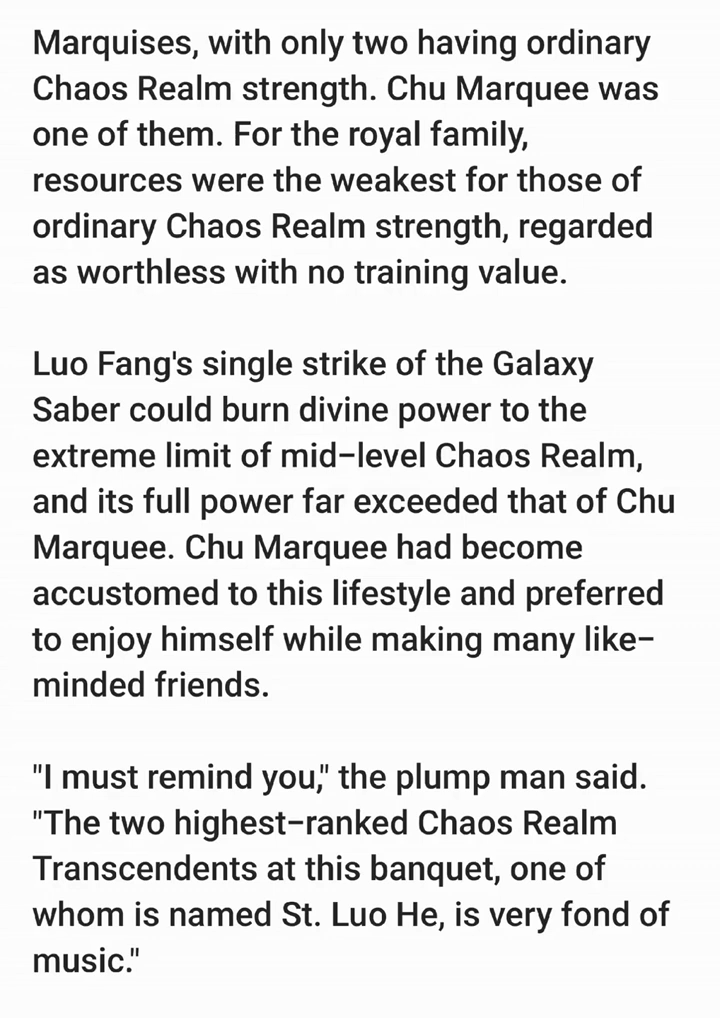 Marquises, with only two having ordinary
Chaos Realm strength. Chu Marquee was
one of them. For the royal family,
resources were the weakest for those of
ordinary Chaos Realm strength, regarded
as worthless with no training value.

Luo Fang's single strike of the Galaxy
Saber could burn divine power to the
extreme limit of mid-level Chaos Realm,
and its full power far exceeded that of Chu
Marquee. Chu Marquee had become
accustomed to this lifestyle and preferred
to enjoy himself while making many like-
minded friends.

"I must remind you," the plump man said.
"The two highest-ranked Chaos Realm
Transcendents at this banquet, one of
whom is named St. Luo He, is very fond of
music."